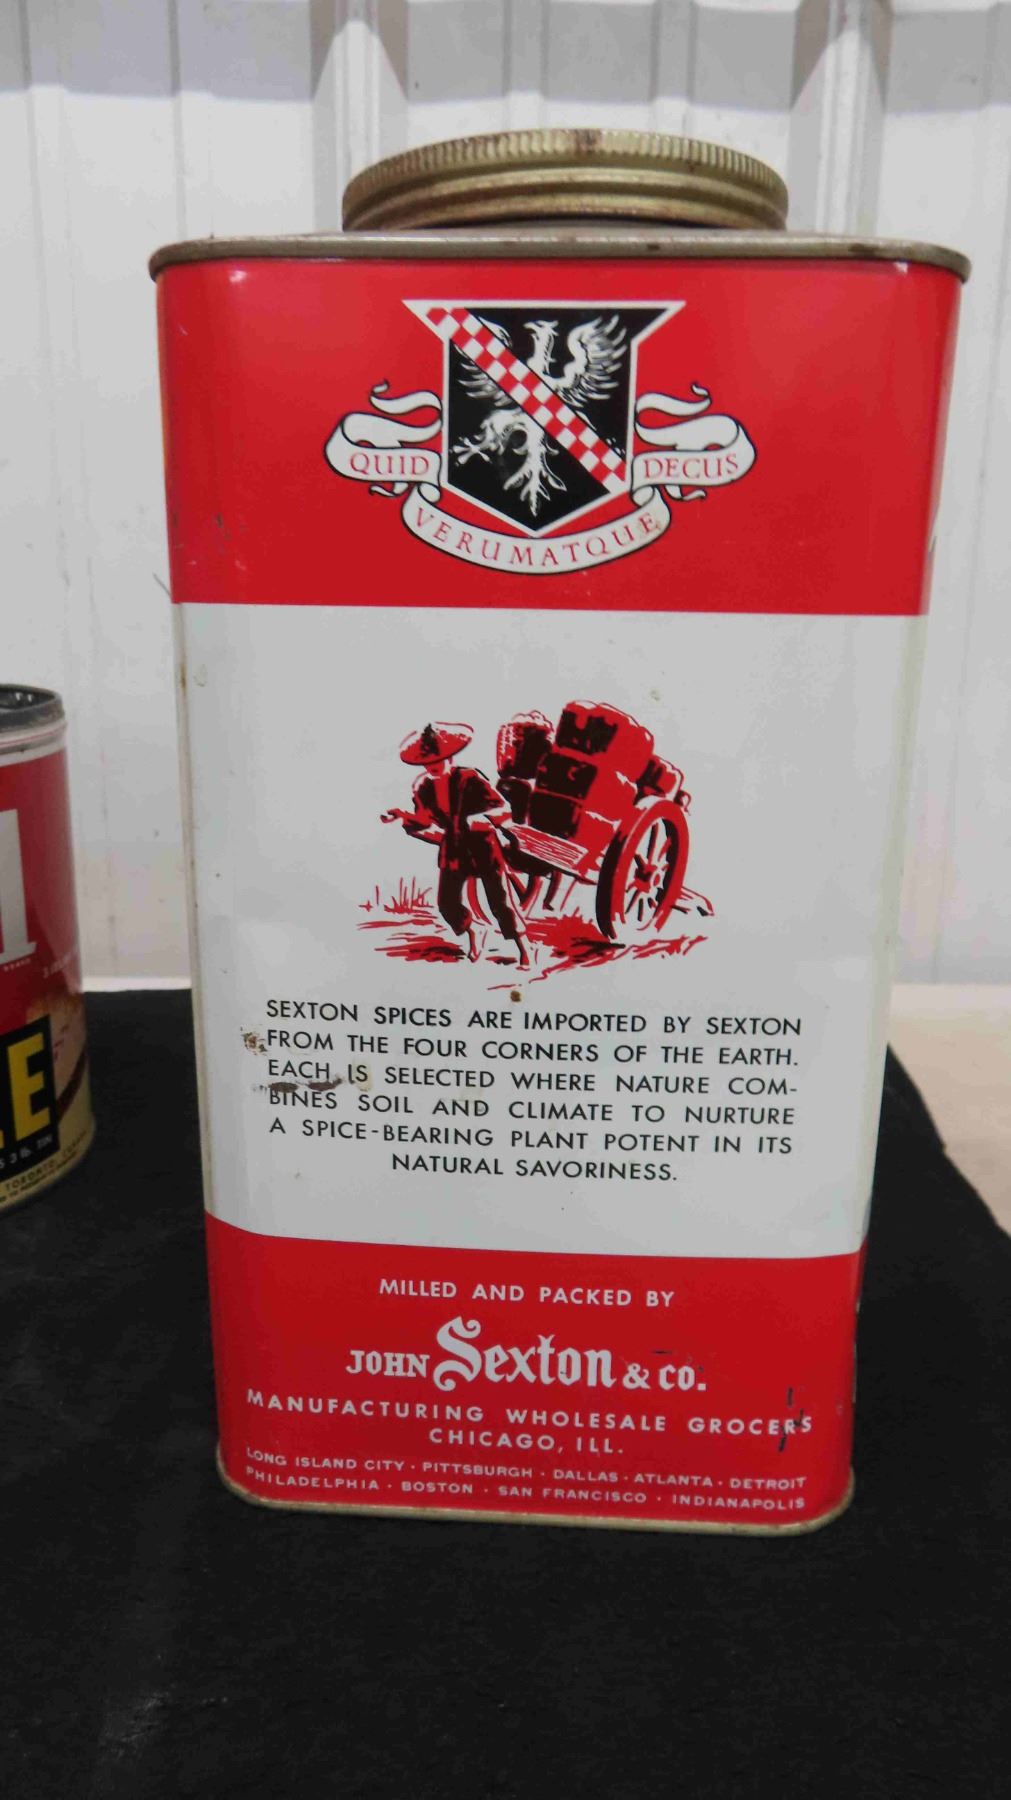 QUID DECUS
VERUMATQUE
SEXTON SPICES ARE IMPORTED BY SEXTON
FROM THE FOUR CORNERS OF THE EARTH.
EACH IS SELECTED WHERE NATURE COM-
BINES SOIL AND CLIMATE TO NURTURE
A SPICE-BEARING PLANT POTENT IN ITS
NATURAL SAVORINESS.
MILLED AND PACKED BY
JOHN Sexton & CO.
MANUFACTURING WHOLESALE GROCERS
CHICAGO, ILL.
LONG ISLAND CITY · PITTSBURGH · DALLAS · ATLANTA · DETROIT
PHILADELPHIA · BOSTON · SAN FRANCISCO · INDIANAPOLIS
TORONTO